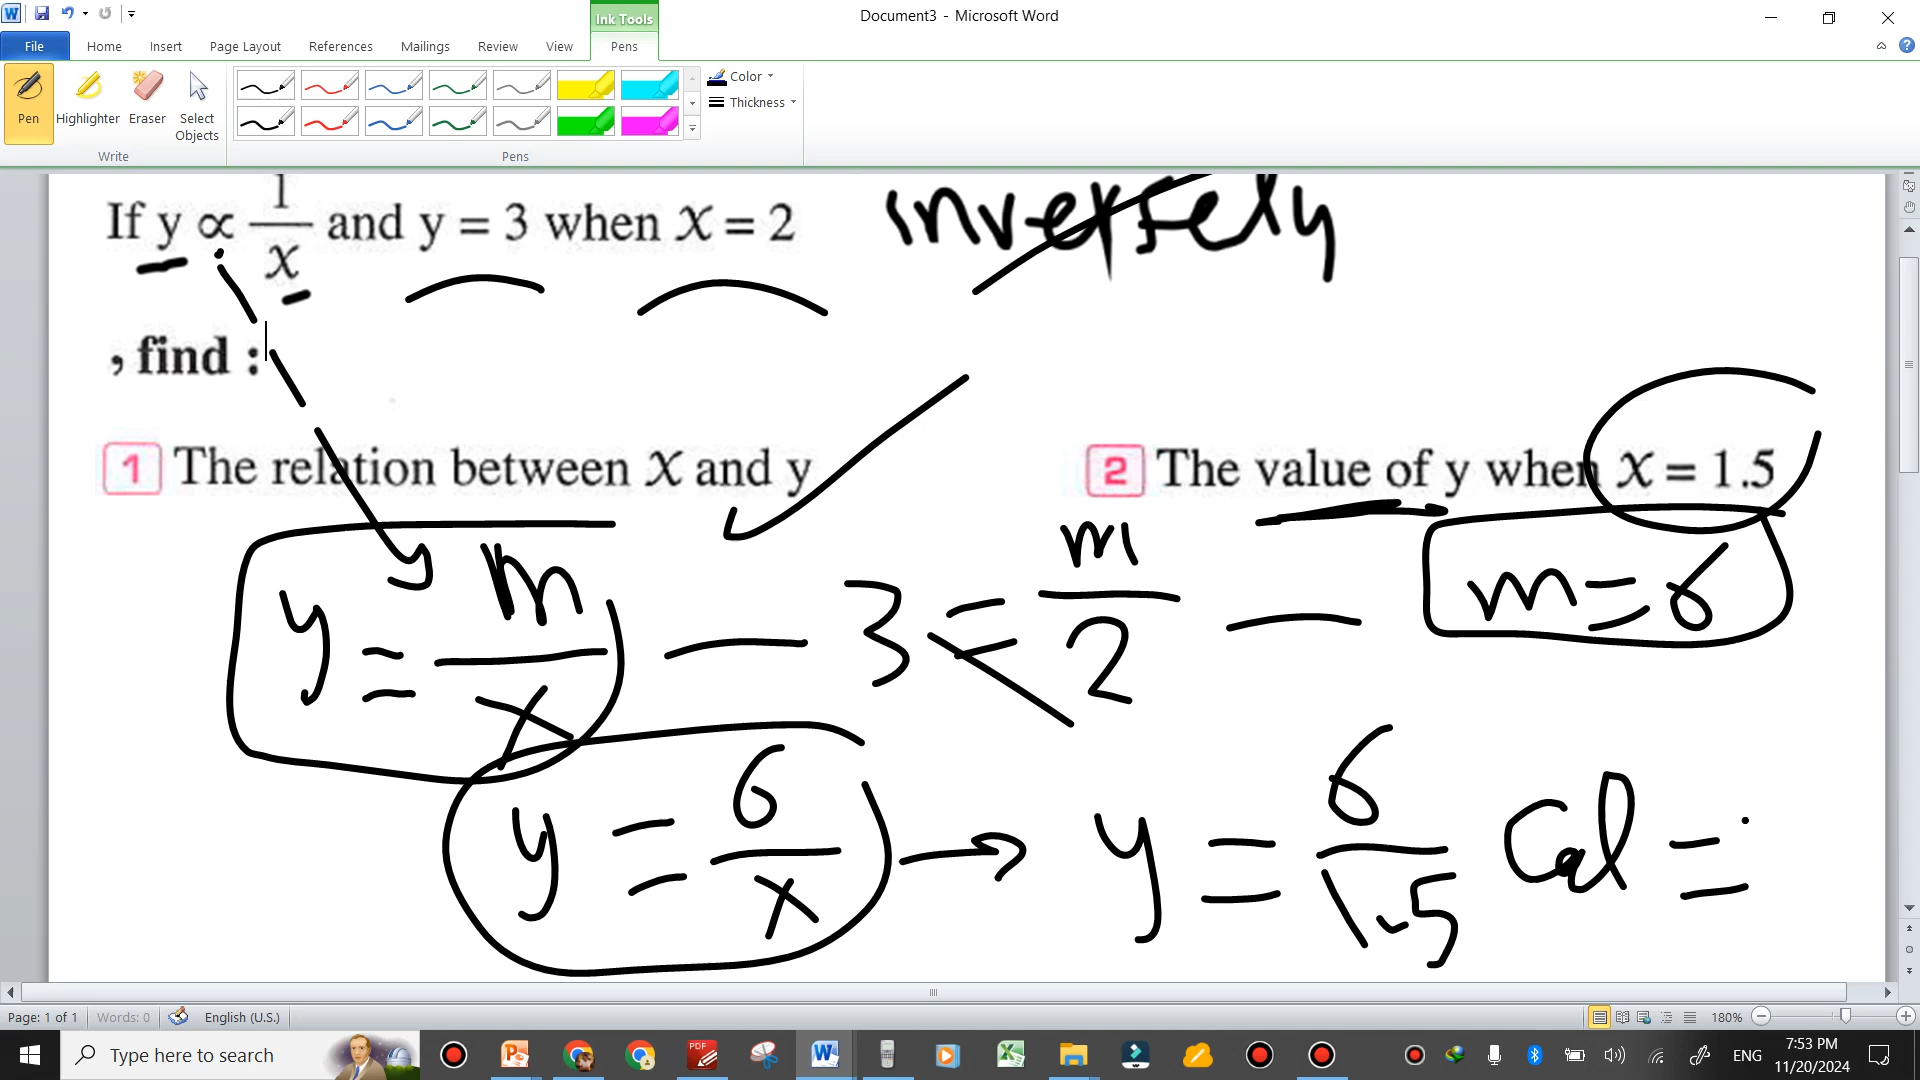 Document3 - Microsoft Word
Ink Tools
File Home Insert Page Layout References Mailings Review View Pens
Pen Highlighter Eraser Select Objects
Color
Thickness
Write Pens
If y ∝ 1/x and y = 3 when x = 2 inversely
, find :
1 The relation between x and y 2 The value of y when x = 1.5
y = m/x — 3 = m/2 — m = 6
y = 6/x → y = 6/1.5 Cal =
Page: 1 of 1 Words: 0 English (U.S.) 180%
Type here to search
PDF
ENG 7:53 PM
11/20/2024